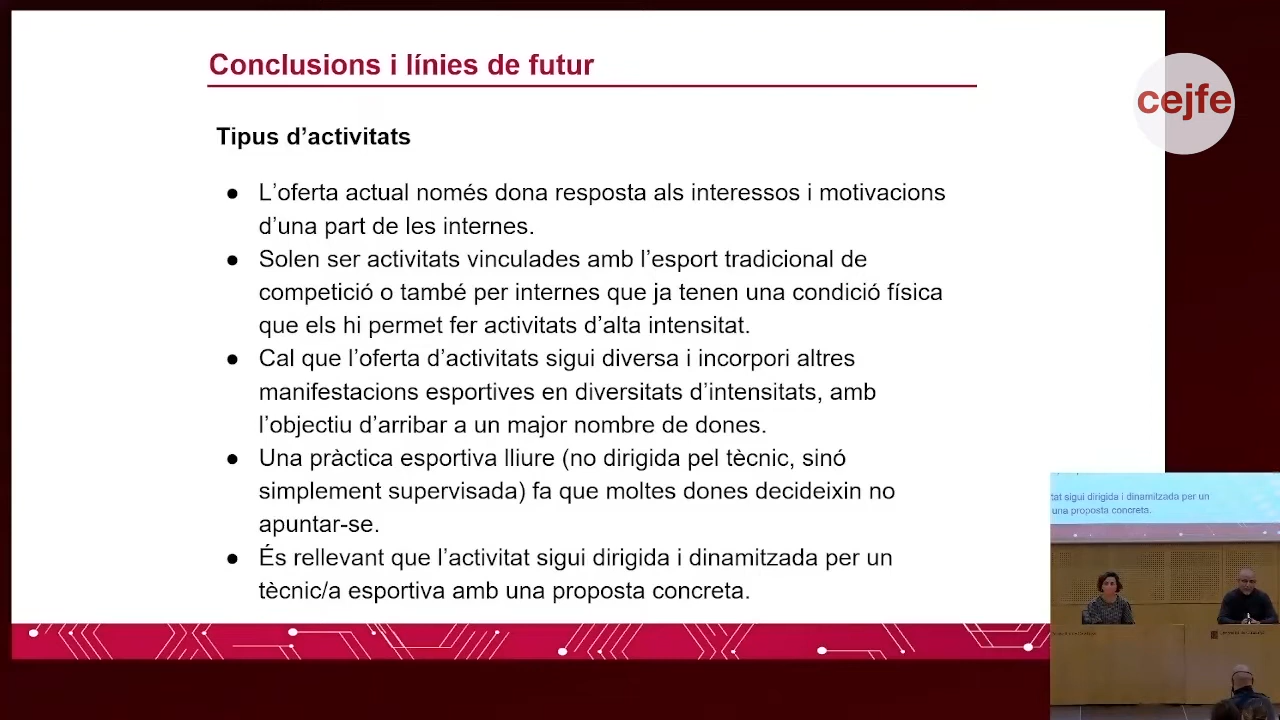 Conclusions i línies de futur
cejfe
Tipus d’activitats
● L’oferta actual només dona resposta als interessos i motivacions
d’una part de les internes.
● Solen ser activitats vinculades amb l’esport tradicional de
competició o també per internes que ja tenen una condició física
que els hi permet fer activitats d’alta intensitat.
● Cal que l’oferta d’activitats sigui diversa i incorpori altres
manifestacions esportives en diversitats d’intensitats, amb
l’objectiu d’arribar a un major nombre de dones.
● Una pràctica esportiva lliure (no dirigida pel tècnic, sinó
simplement supervisada) fa que moltes dones decideixin no
apuntar-se.
● És rellevant que l’activitat sigui dirigida i dinamitzada per un
tècnic/a esportiva amb una proposta concreta.
tat sigui dirigida i dinamitzada per un
una proposta concreta.